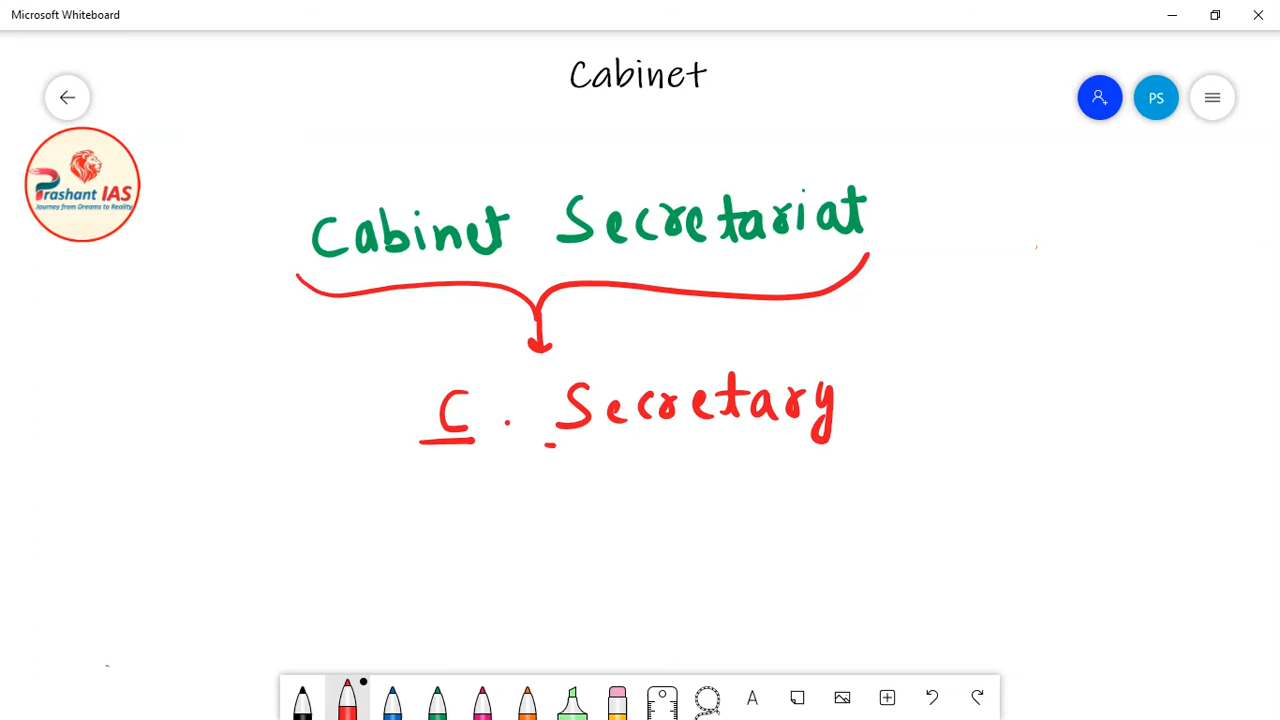 Microsoft Whiteboard
Cabinet
PS
Prashant IAS
Journey from Dreams to Reality
Cabinet Secretariat
C. Secretary
A